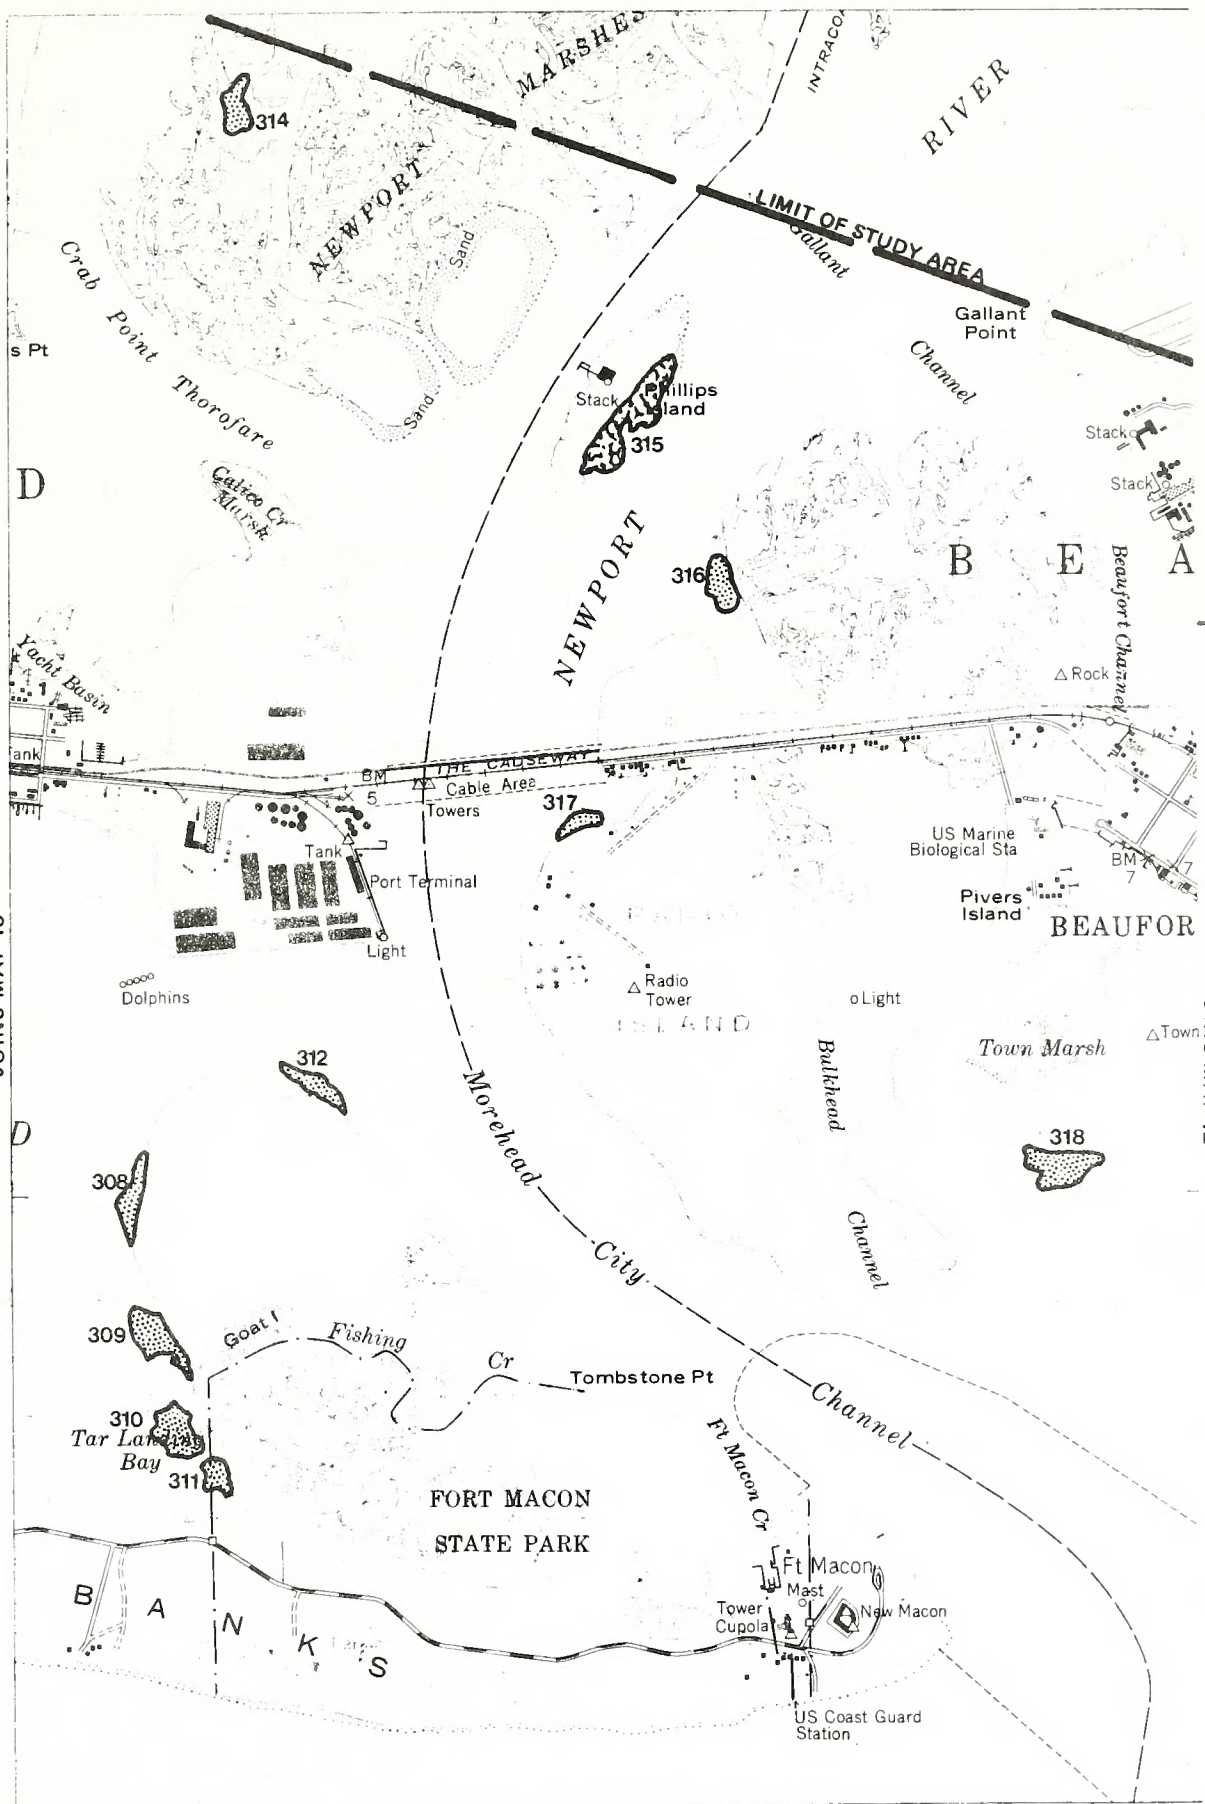 MARSHES
INTRACOA
RIVER
314
NEWPORT
Sand
LIMIT OF STUDY AREA
Gallant
Crab Point Thorofare
Gallant
Point
s Pt
Channel
Stack
Phillips
Island
Sand
315
Stack
D
Calico Cr
Marsh
Stack
NEWPORT
316
B E A
Beaufort Channel
Yacht Basin
1
Rock
Tank
BM
5
THE CAUSEWAY
Cable Area
Towers
317
Tank
US Marine
Biological Sta
BM
7
7
Port Terminal
Pivers
Island
BEAUFOR
Light
Dolphins
Radio
Tower
Light
ISLAND
Town Marsh
Town
312
Bulkhead
Morehead
D
318
308
Channel
City
309
Goat I
Fishing
Cr
Tombstone Pt
Channel
310
Tar Landing
Bay
311
Ft Macon Cr
FORT MACON
STATE PARK
Ft Macon
Mast
B A N K S
Tower
Cupola
New Macon
US Coast Guard
Station